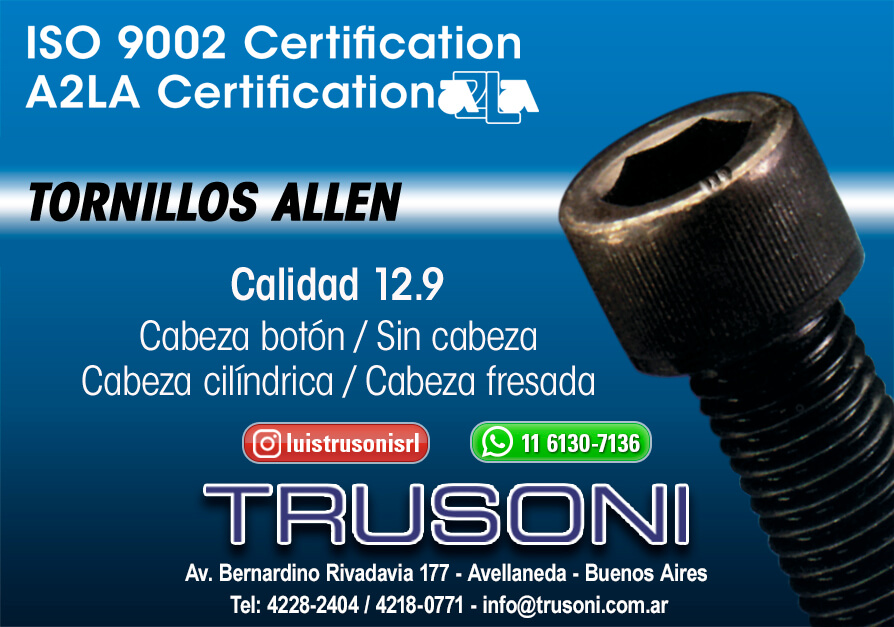 ISO 9002 Certification
A2LA Certification A2LA
TORNILLOS ALLEN
Calidad 12.9
Cabeza botón / Sin cabeza
Cabeza cilíndrica / Cabeza fresada
luistrusonisrl
11 6130-7136
TRUSONI
Av. Bernardino Rivadavia 177 - Avellaneda - Buenos Aires
Tel: 4228-2404 / 4218-0771 - info@trusoni.com.ar